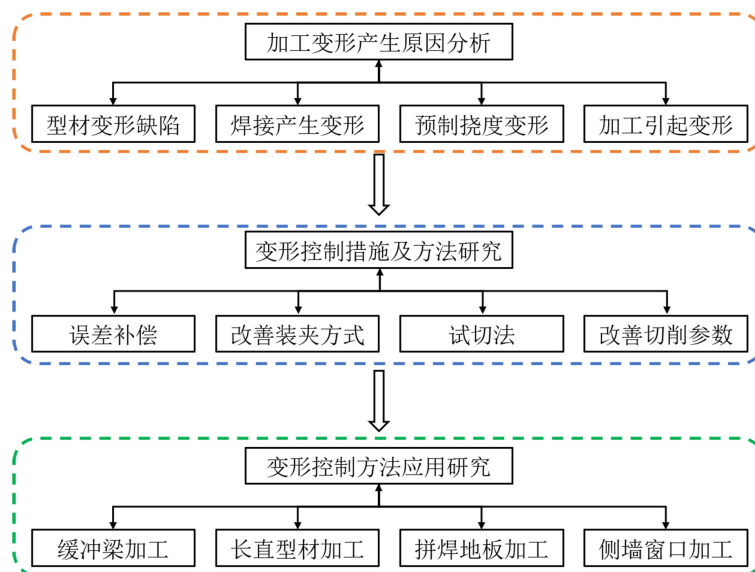 加工变形产生原因分析
型材变形缺陷 焊接产生变形 预制挠度变形 加工引起变形
变形控制措施及方法研究
误差补偿 改善装夹方式 试切法 改善切削参数
变形控制方法应用研究
缓冲梁加工 长直型材加工 拼焊地板加工 侧墙窗口加工